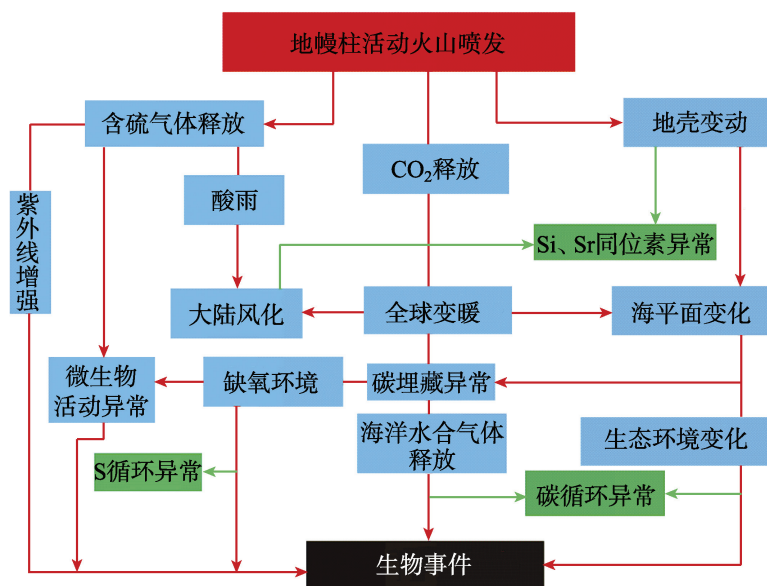 地幔柱活动火山喷发
含硫气体释放
地壳变动
CO₂释放
酸雨
紫外线增强
Si、Sr同位素异常
大陆风化
全球变暖
海平面变化
微生物
活动异常
缺氧环境
碳埋藏异常
海洋水合气体
释放
生态环境变化
S循环异常
碳循环异常
生物事件